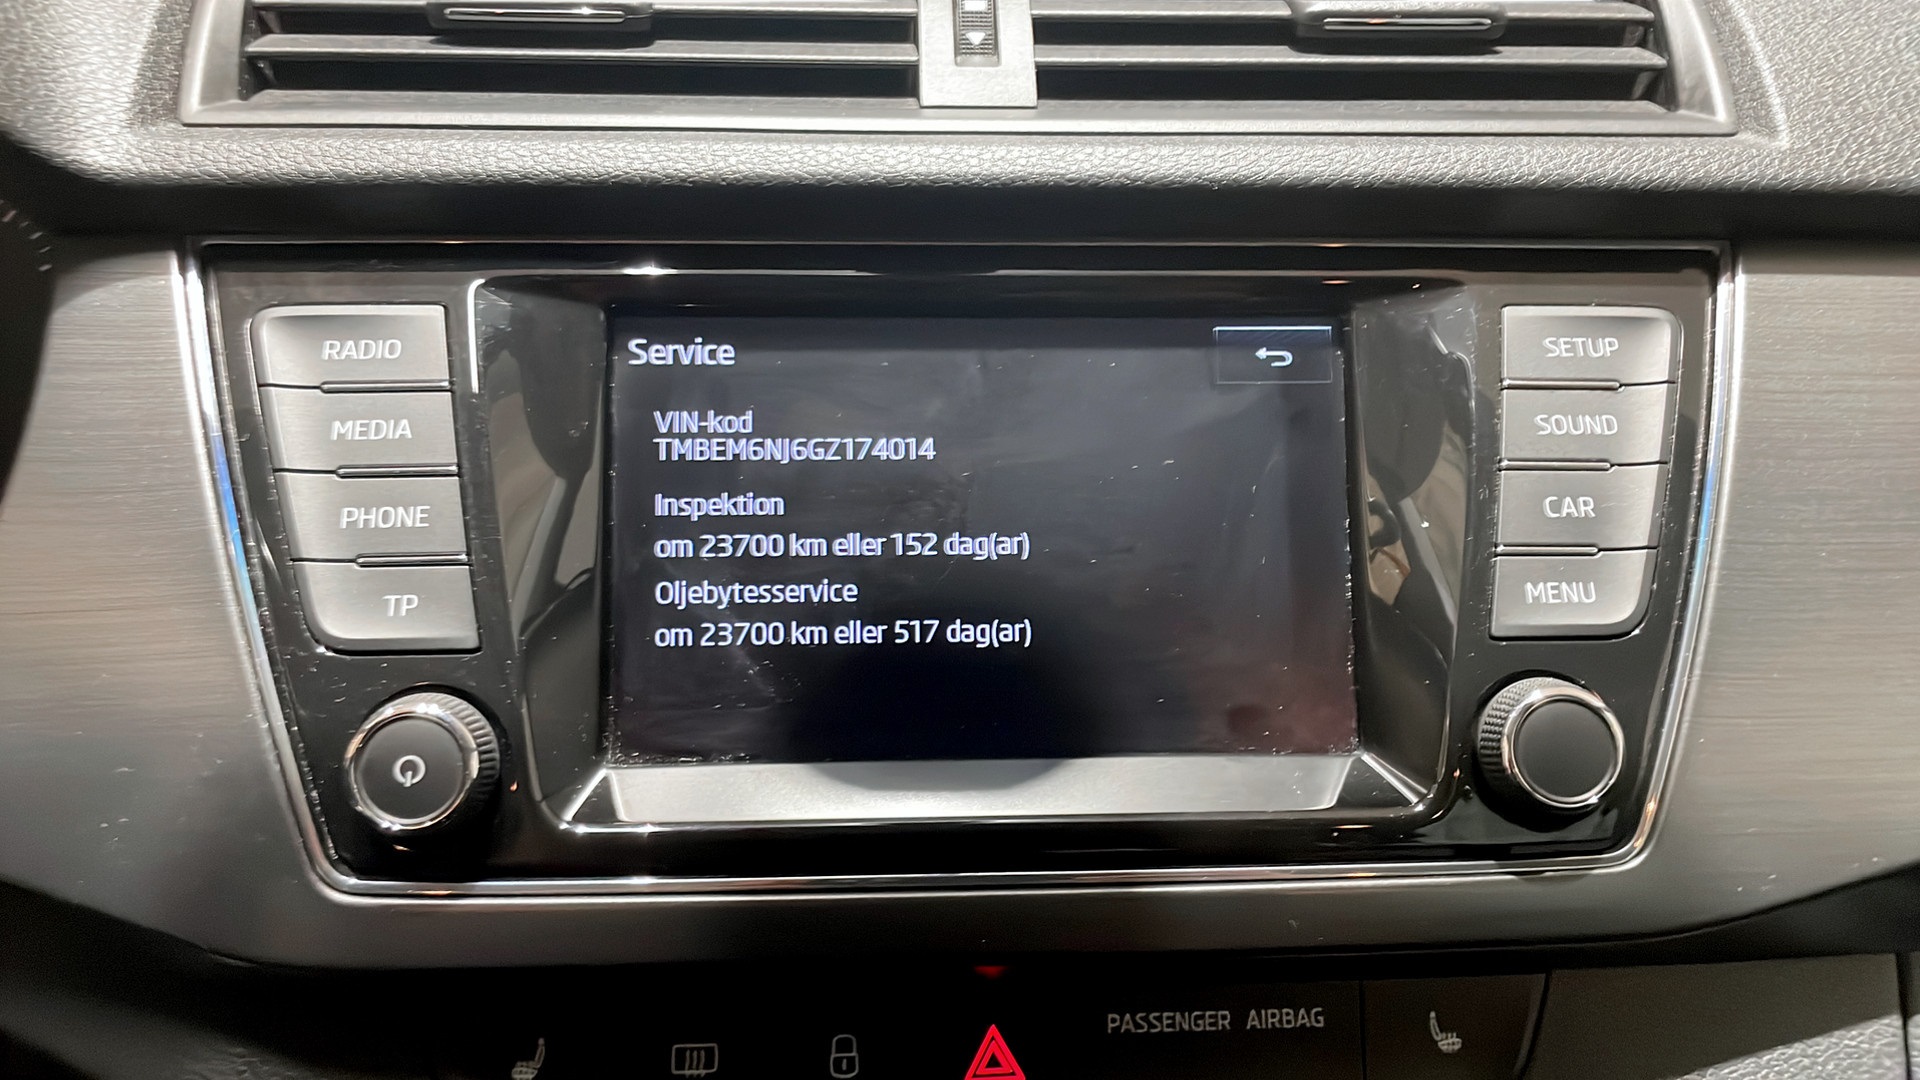 RADIO
MEDIA
PHONE
TP
Service
VIN-kod
TMBEM6NJ6GZ174014
Inspektion
om 23700 km eller 152 dag(ar)
Oljebytesservice
om 23700 km eller 517 dag(ar)
SETUP
SOUND
CAR
MENU
PASSENGER AIRBAG